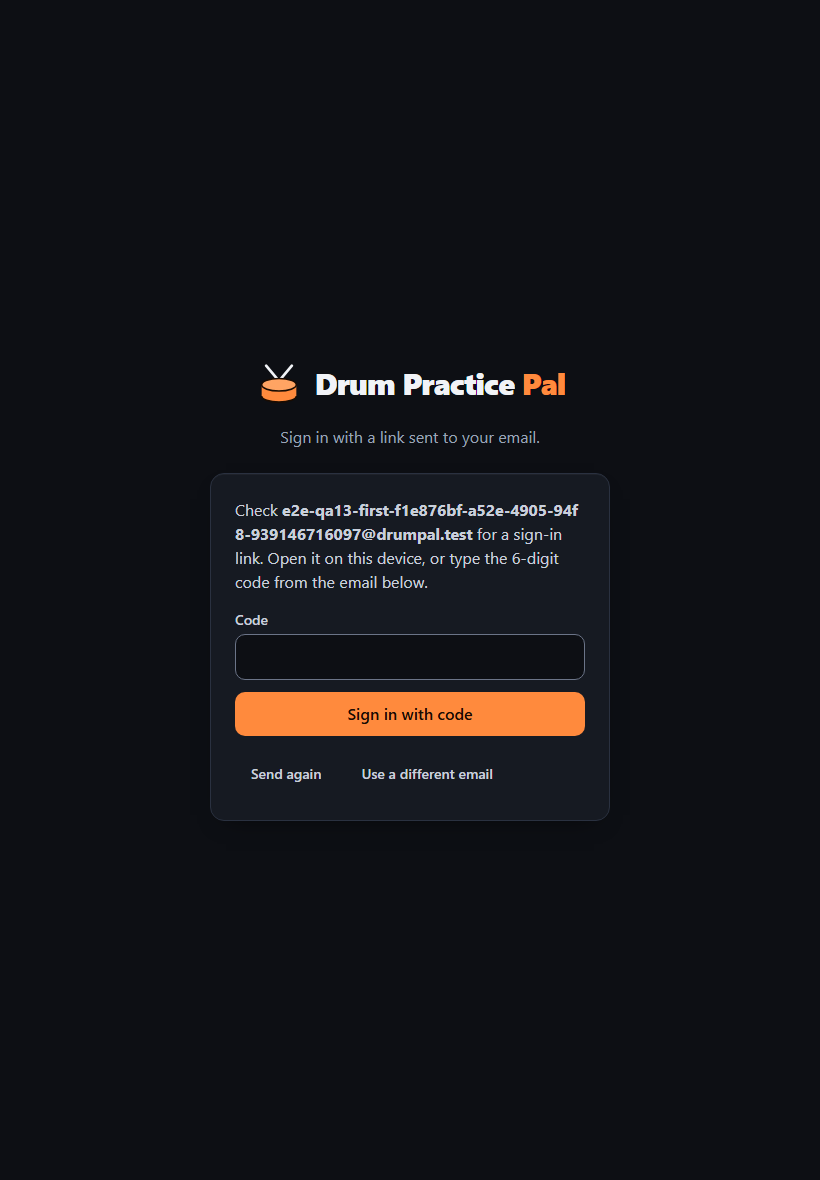 Drum Practice Pal
Sign in with a link sent to your email.
Check e2e-qa13-first-f1e876bf-a52e-4905-94f
8-939146716097@drumpal.test for a sign-in
link. Open it on this device, or type the 6-digit
code from the email below.
Code
Sign in with code
Send again Use a different email